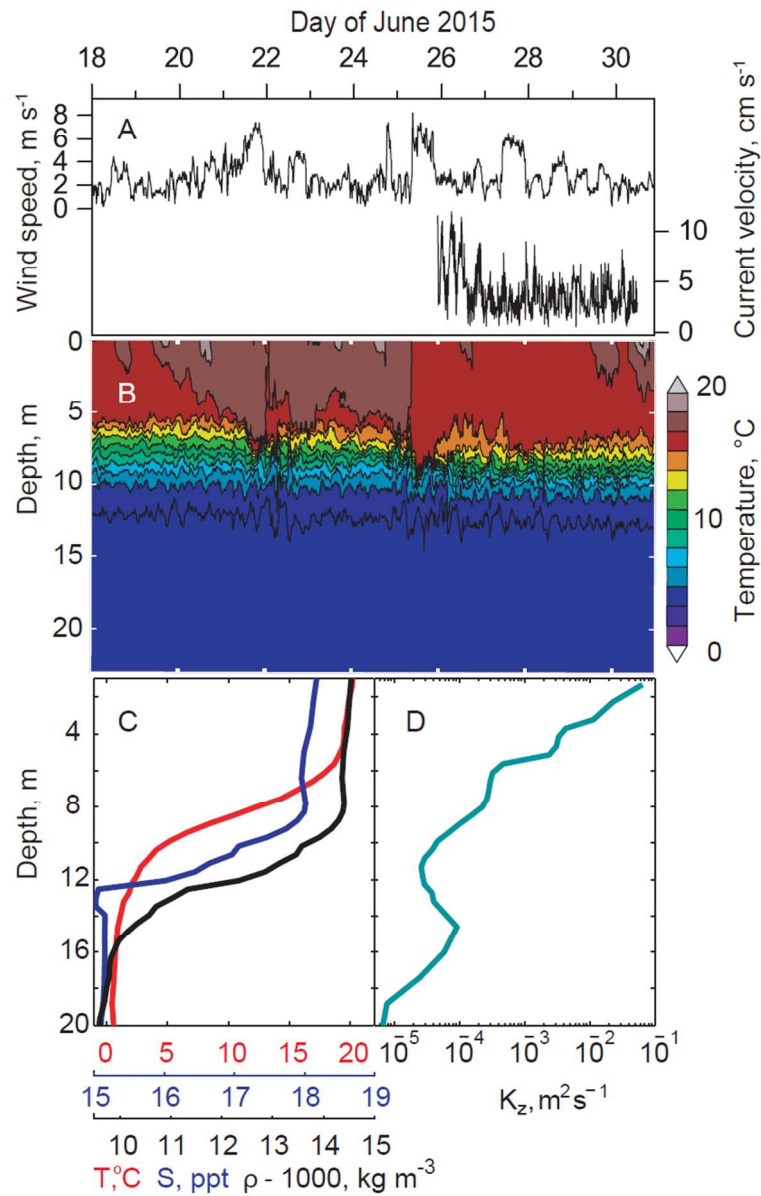 Day of June 2015
18 20 22 24 26 28 30
A
Wind speed, m s⁻¹
8
6
4
2
0
Current velocity, cm s⁻¹
10
5
0
B
Depth, m
0
5
10
15
20
Temperature, °C
20
10
0
C
D
Depth, m
4
8
12
16
20
0 5 10 15 20
15 16 17 18 19
10 11 12 13 14 15
T,°C S, ppt ρ - 1000, kg m⁻³
10⁻⁵ 10⁻⁴ 10⁻³ 10⁻² 10⁻¹
K_z, m² s⁻¹